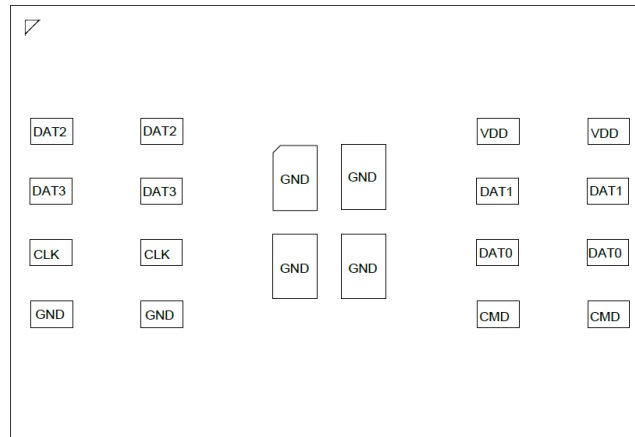 DAT2 DAT2 VDD VDD
GND GND
DAT3 DAT3 DAT1 DAT1
CLK CLK DAT0 DAT0
GND GND
GND GND CMD CMD